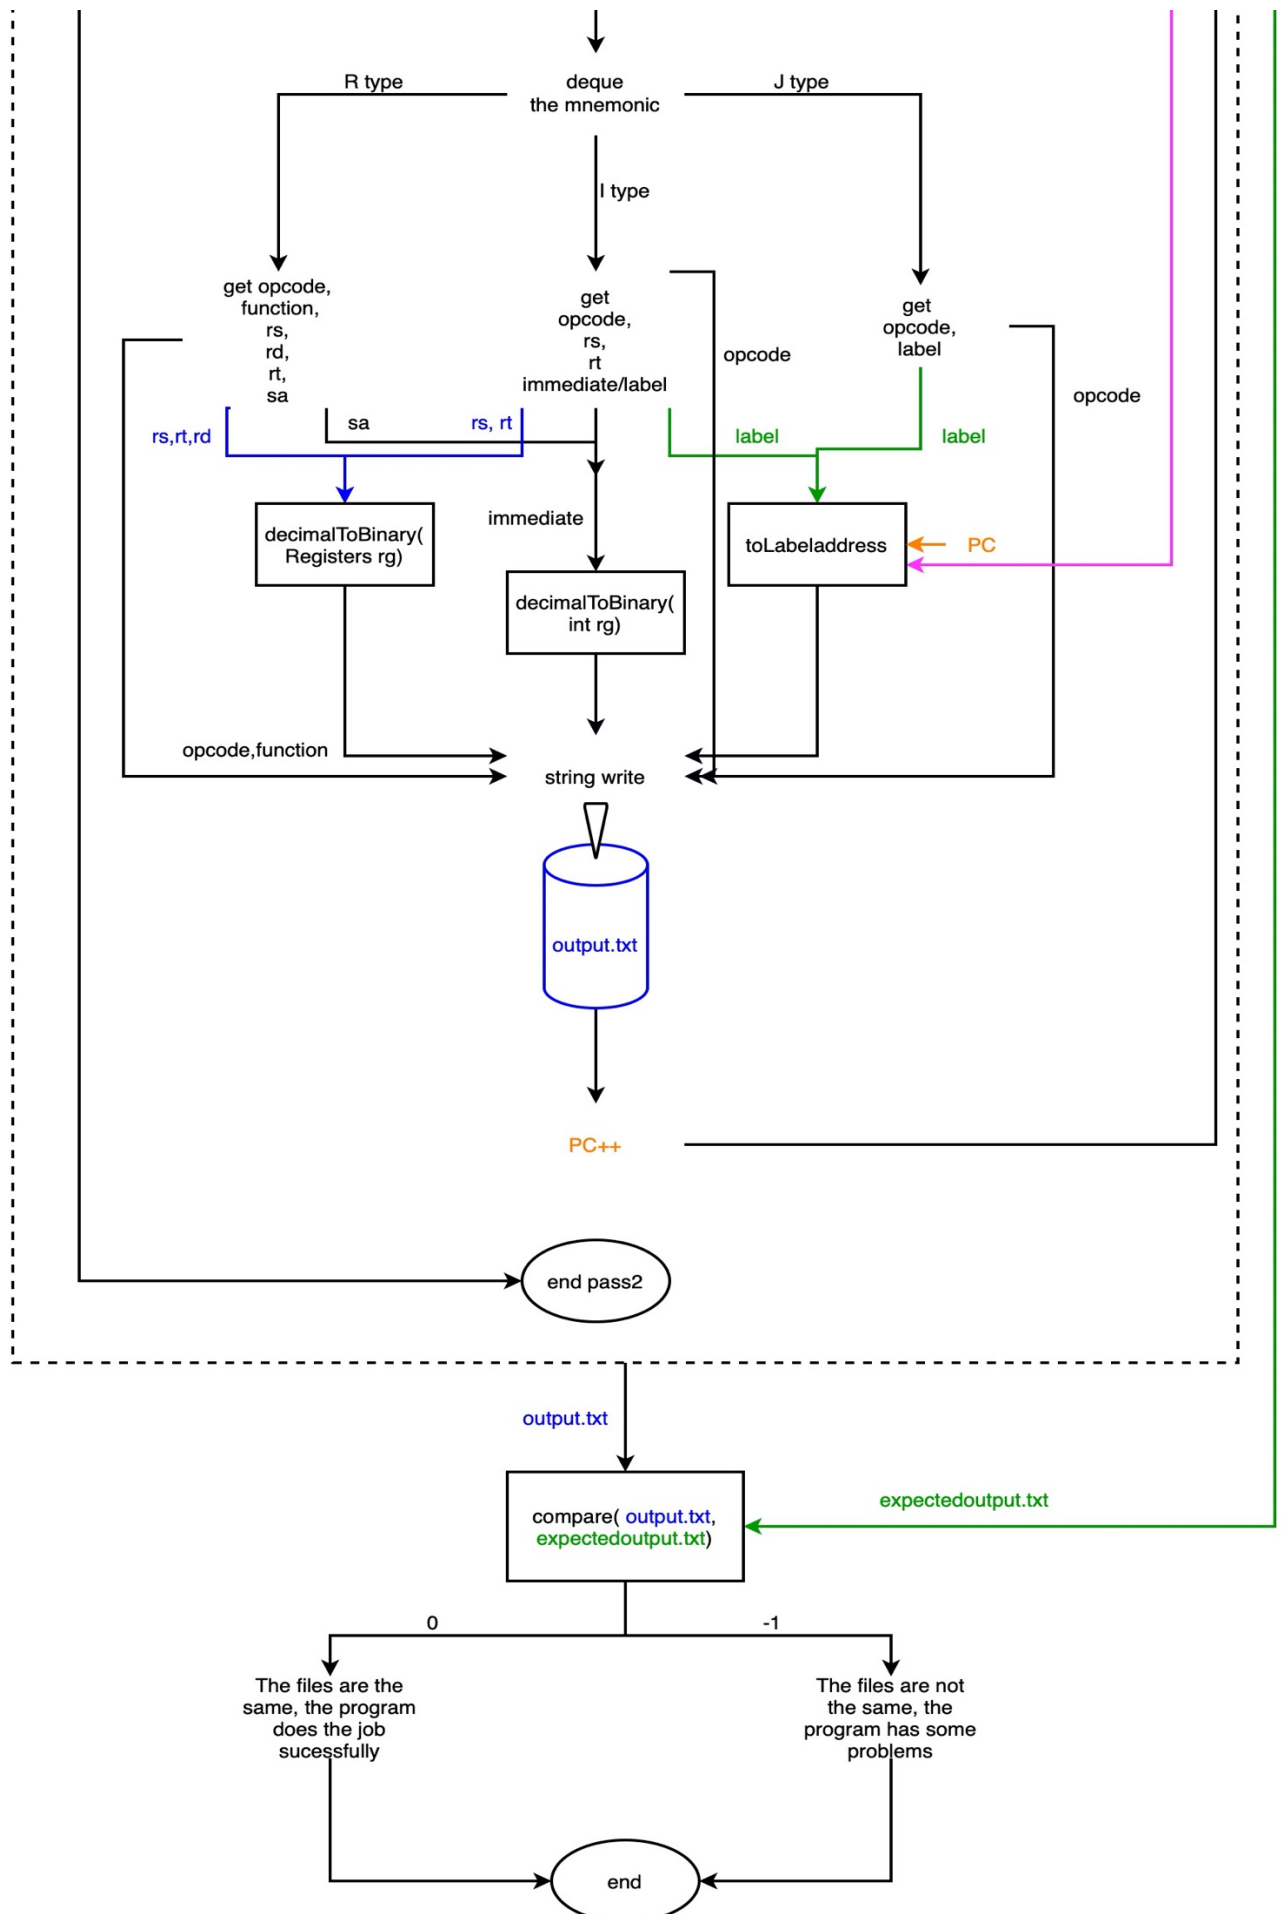 R type
deque
the mnemonic
J type
I type
get opcode,
function,
rs,
rd,
rt,
sa
get
opcode,
rs,
rt
immediate/label
get
opcode,
label
opcode
opcode
rs,rt,rd
sa
rs, rt
label
label
immediate
decimalToBinary(
Registers rg)
toLabeladdress
PC
decimalToBinary(
int rg)
opcode,function
string write
output.txt
PC++
end pass2
output.txt
expectedoutput.txt
compare( output.txt,
expectedoutput.txt)
0
-1
The files are the
same, the program
does the job
sucessfully
The files are not
the same, the
program has some
problems
end